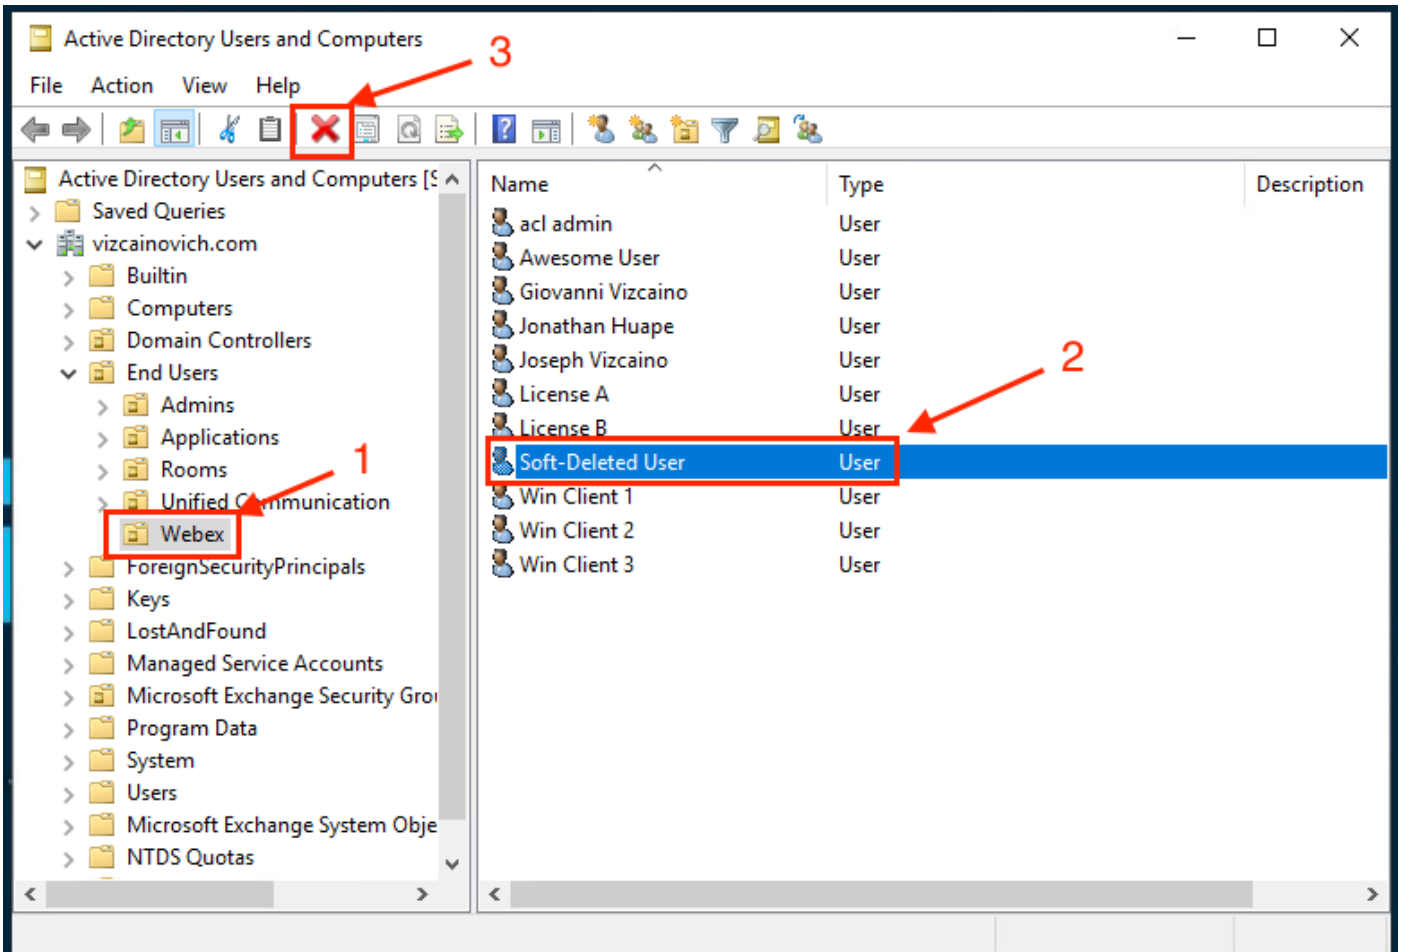 Active Directory Users and Computers
3
File Action View Help
Active Directory Users and Computers [S
Saved Queries
vizcainovich.com
Builtin
Computers
Domain Controllers
End Users
Admins
Applications
Rooms
1
Unified Communication
Webex
ForeignSecurityPrincipals
Keys
LostAndFound
Managed Service Accounts
Microsoft Exchange Security Grou
Program Data
System
Users
Microsoft Exchange System Obje
NTDS Quotas
Name Type Description
acl admin User
Awesome User User
Giovanni Vizcaino User
Jonathan Huape User
Joseph Vizcaino User
2
License A User
License B User
Soft-Deleted User User
Win Client 1 User
Win Client 2 User
Win Client 3 User